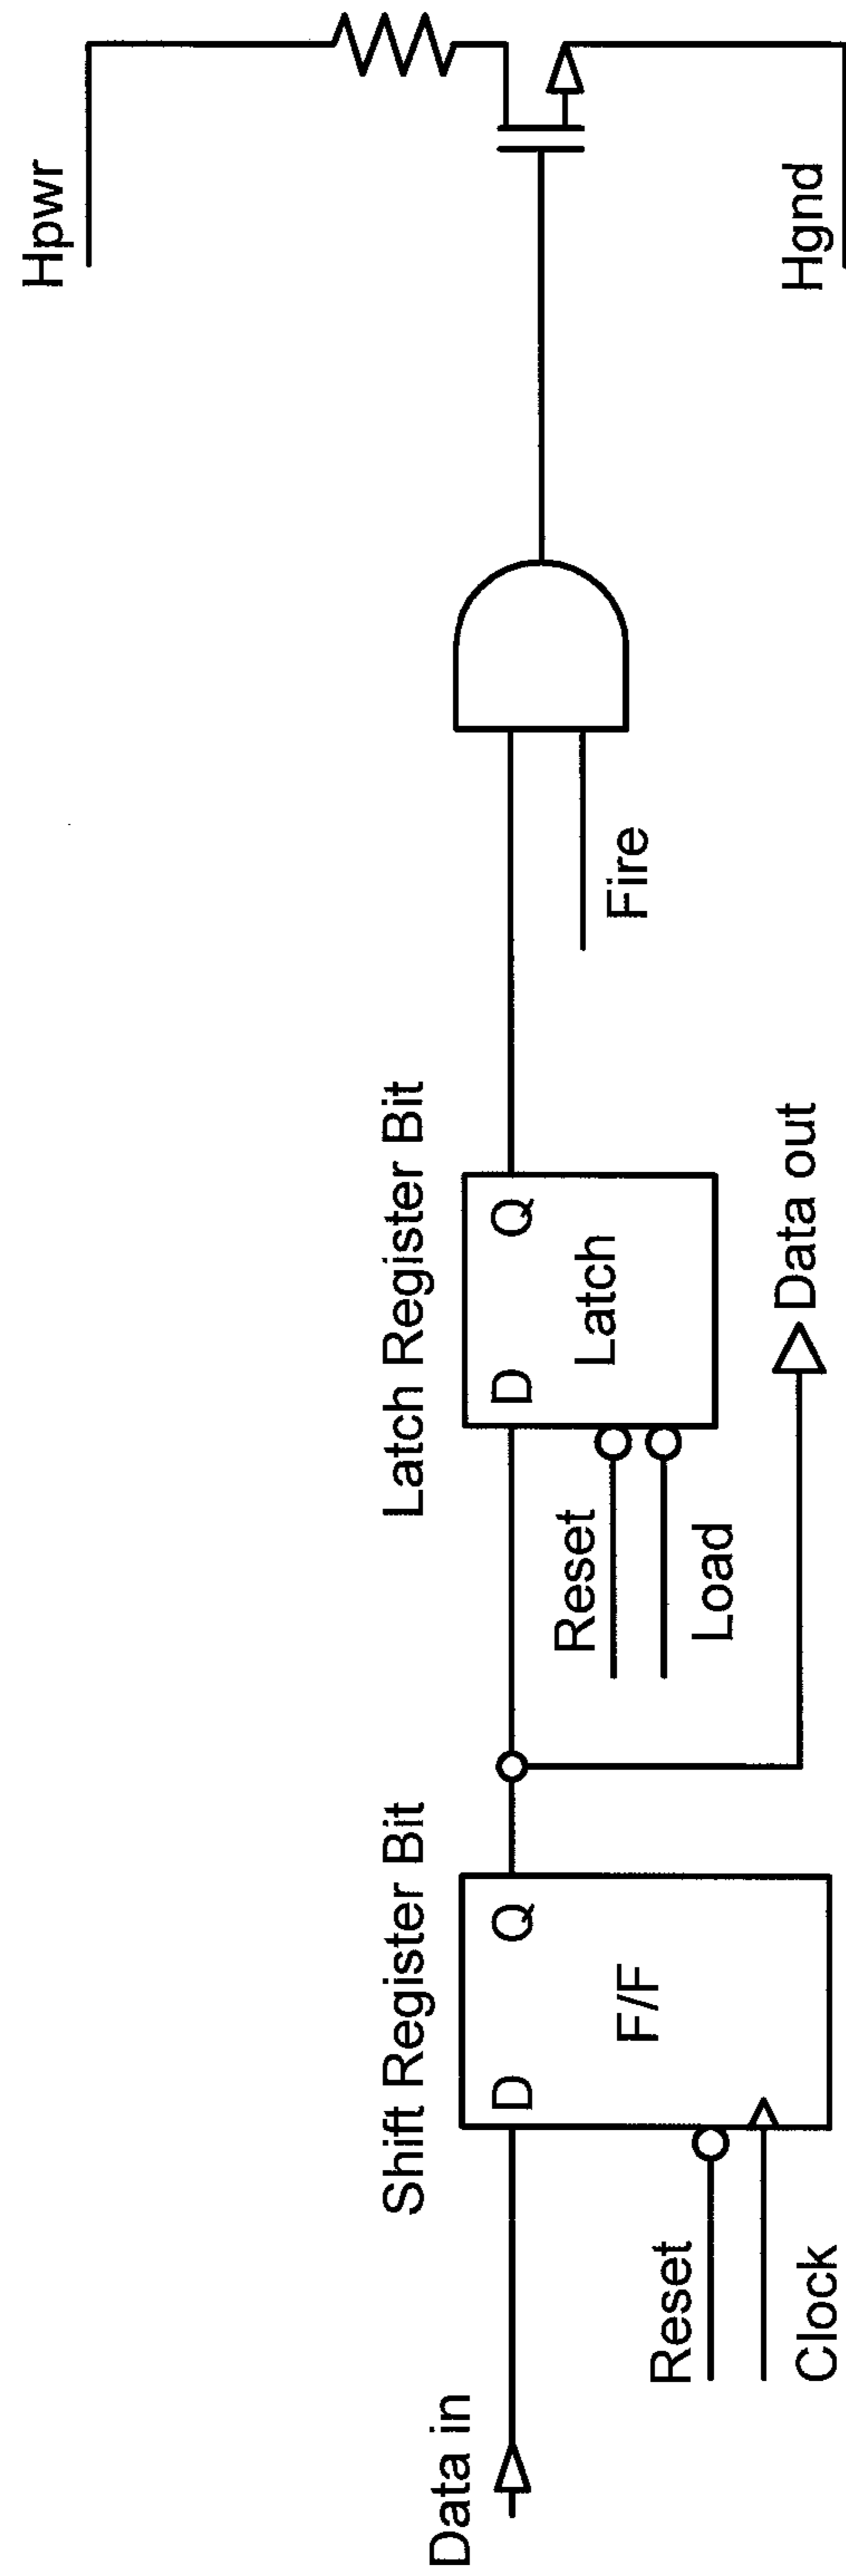 Data in
Shift Register Bit
D
Q
F/F
Reset
Clock
Latch Register Bit
D
Q
Latch
Reset
Load
Data out
Fire
Hpwr
Hgnd